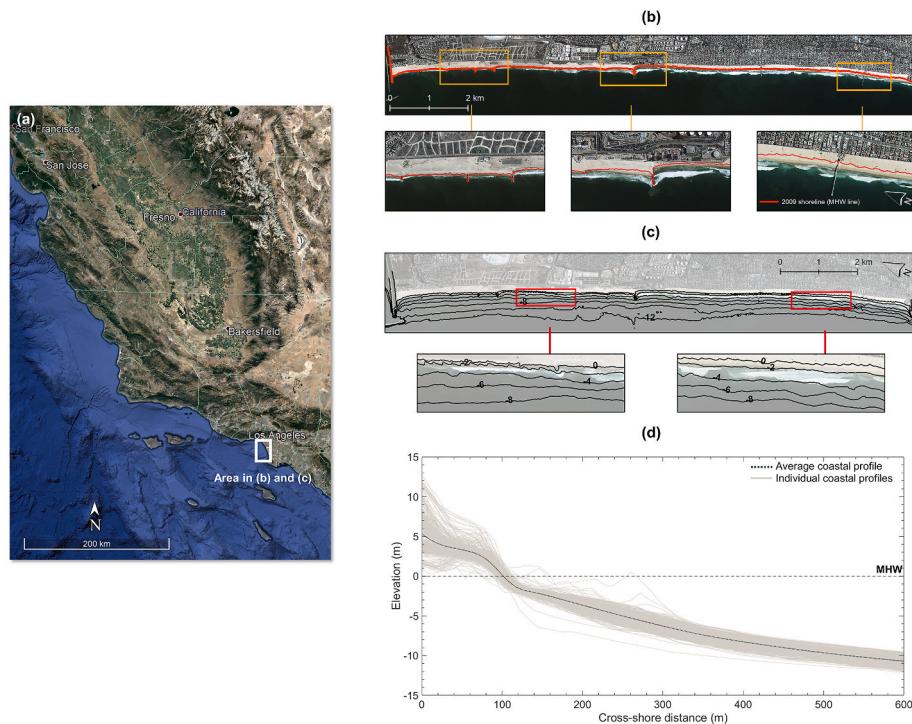 (a)
San Francisco
San Jose
Fresno
California
Bakersfield
Los Angeles
Area in (b) and (c)
N
200 km
(b)
0 1 2 km
2009 shoreline (MHW line)
N
(c)
0 1 2 km
N
-8
-12
-2
0
-4
-6
-8
0
-2
-4
-6
-8
(d)
15
10
5
0
-5
-10
-15
Elevation (m)
Average coastal profile
Individual coastal profiles
MHW
0 100 200 300 400 500 600
Cross-shore distance (m)